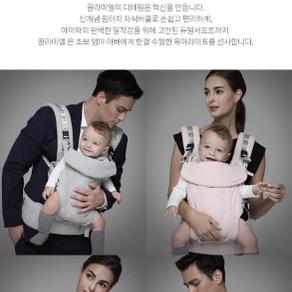 끌라미엘의 디테일은 혁신을 만듭니다.
신개념 원터치 자석버클로 손쉽고 편리하게,
아이와의 완벽한 밀착감을 위해 고안된 듀얼서포트까지
끌라미엘 은 초보 엄마 아빠에게 한결 수월한 육아라이프를 선사합니다.